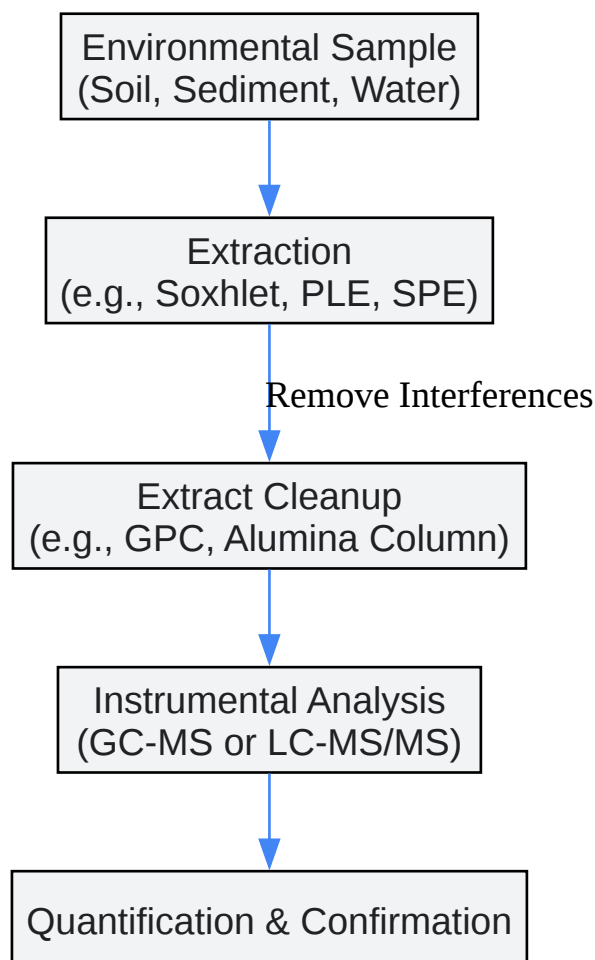 Environmental Sample
(Soil, Sediment, Water)
Extraction
(e.g., Soxhlet, PLE, SPE)
Remove Interferences
Extract Cleanup
(e.g., GPC, Alumina Column)
Instrumental Analysis
(GC-MS or LC-MS/MS)
Quantification & Confirmation